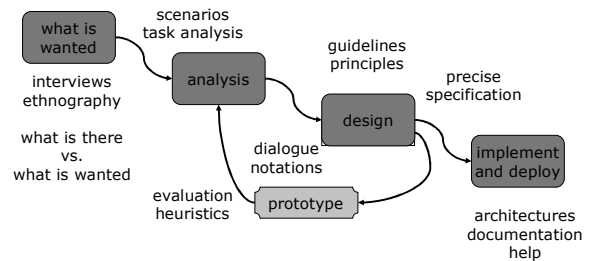 what is
wanted
scenarios
task analysis
guidelines
principles
analysis
interviews
ethnography
precise
specification
design
what is there
vs.
what is wanted
dialogue
notations
implement
and deploy
evaluation
heuristics
prototype
architectures
documentation
help